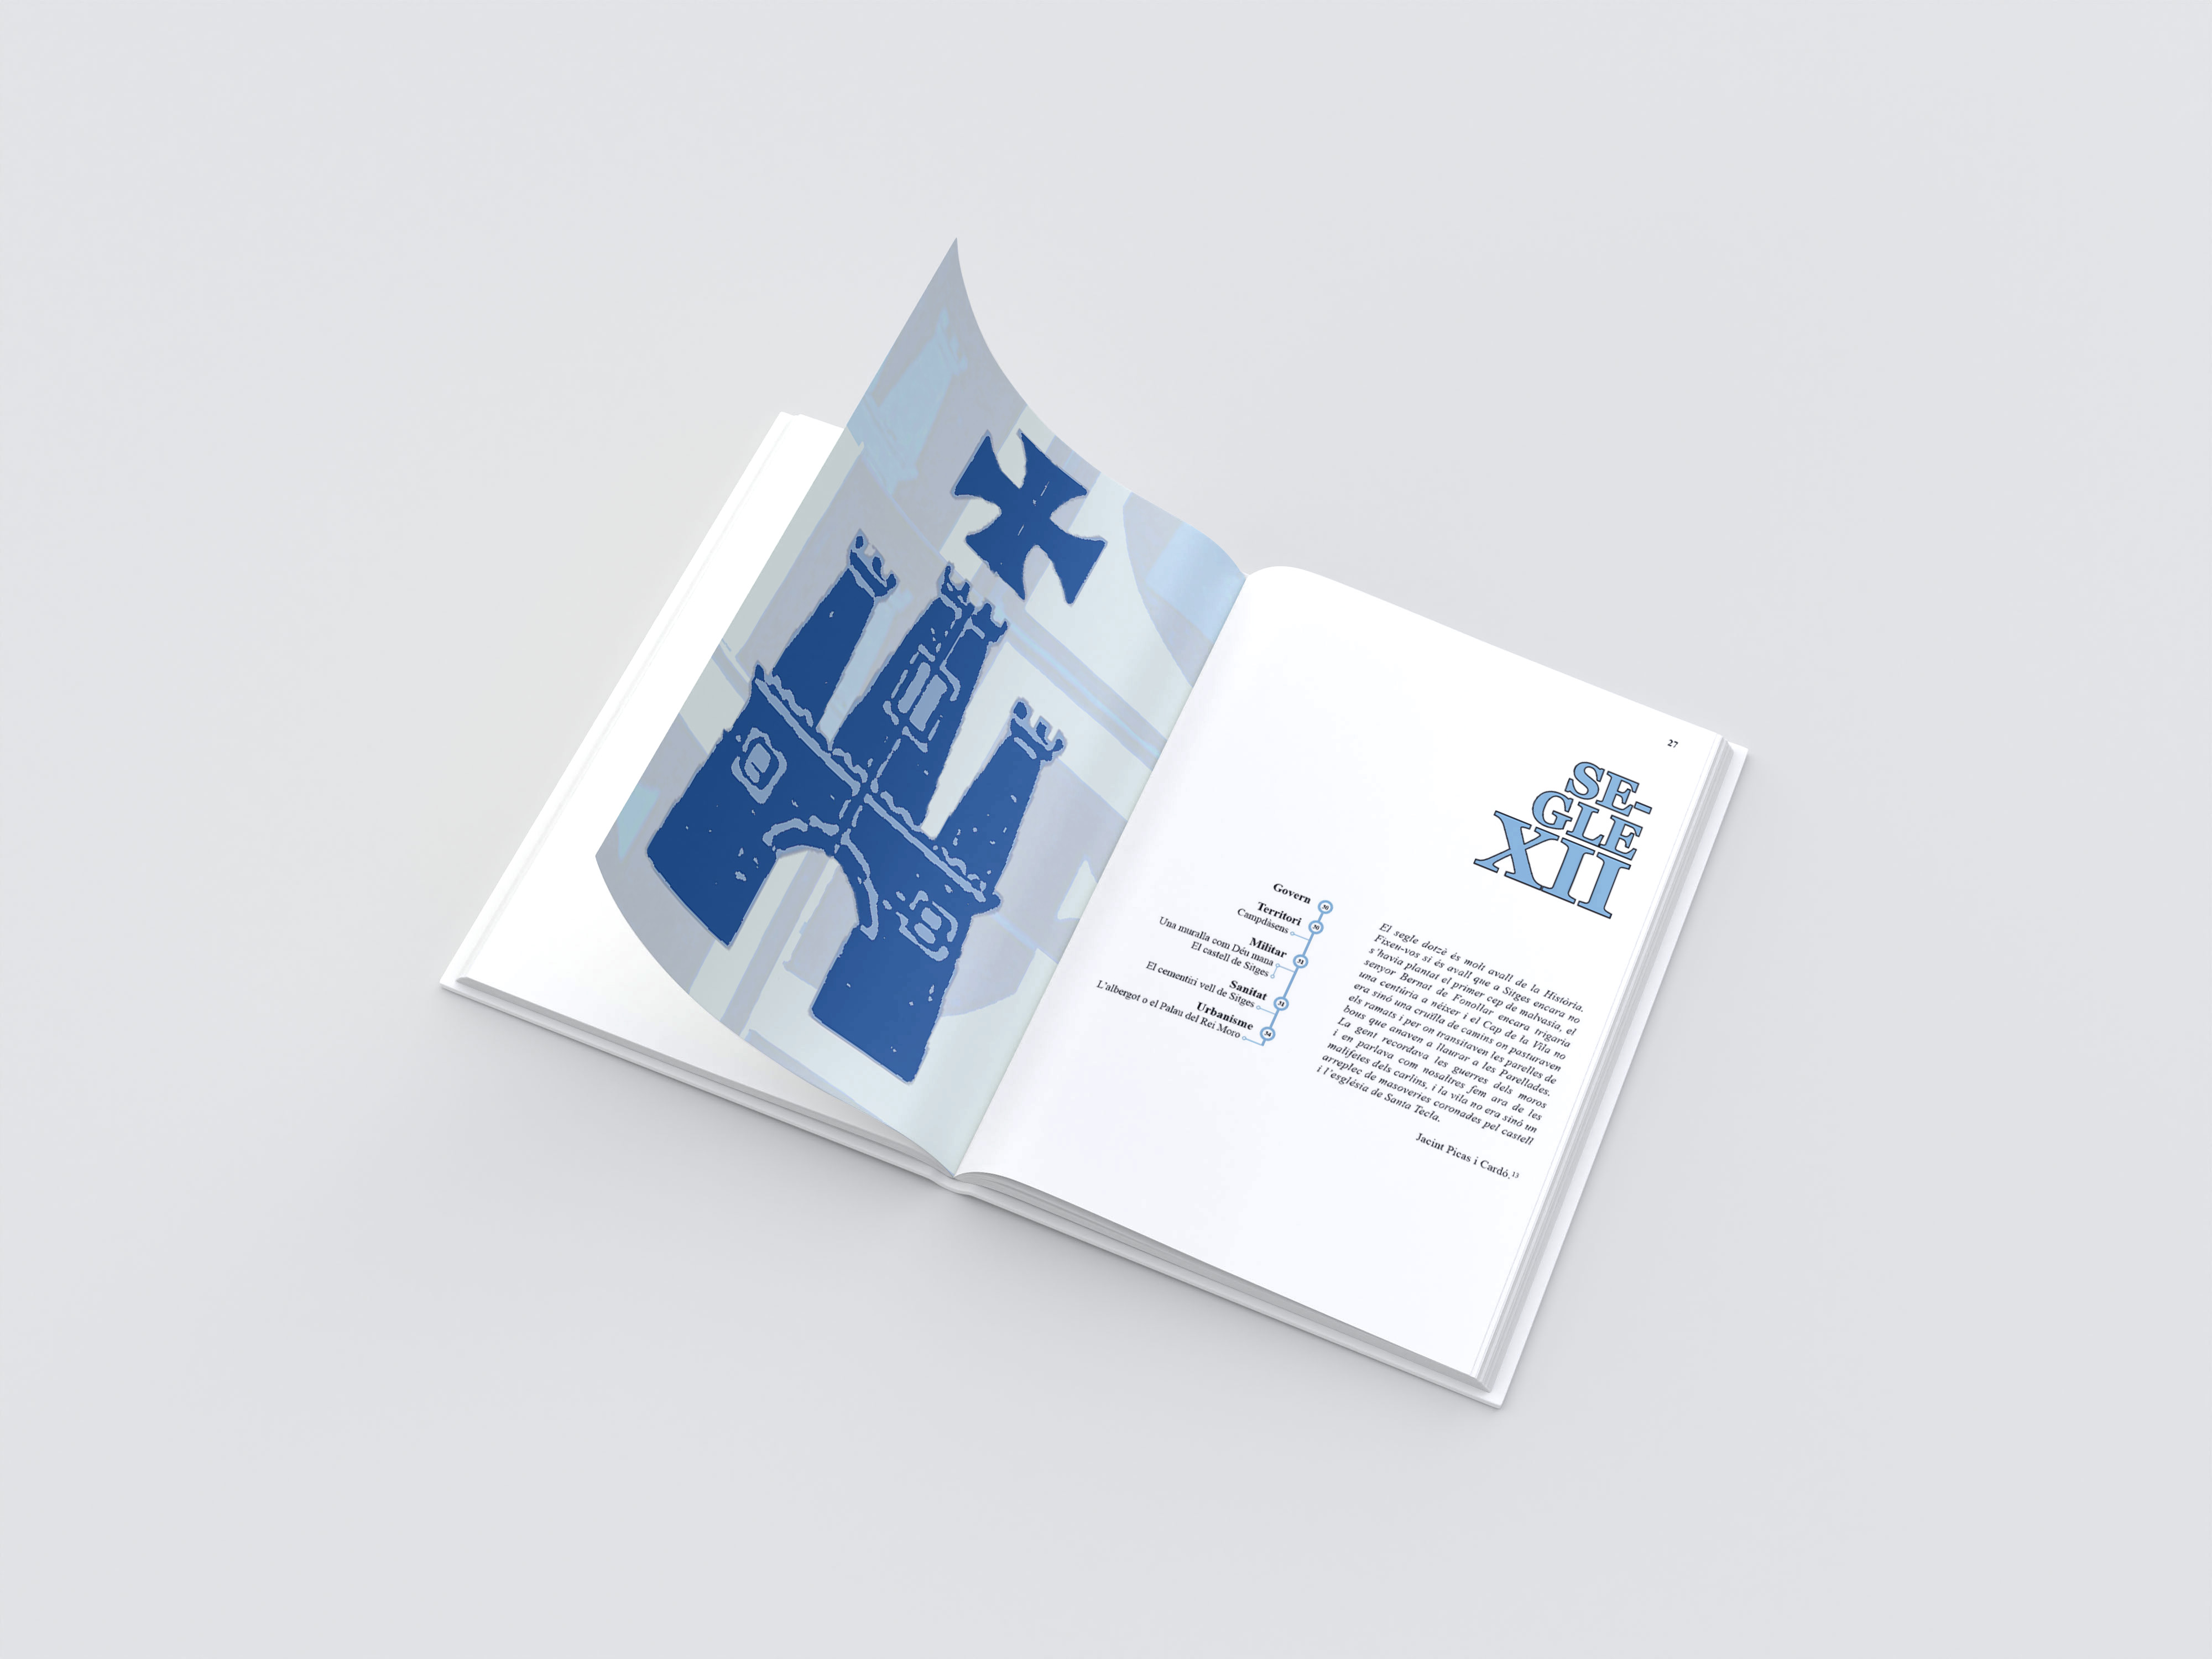 27
SE-
GLE
XII
Govern 30
Territori 30
Campdàsens
Militar 31
Una muralla com Déu mana
El castell de Sitges
Sanitat 31
El cementiri vell de Sitges
Urbanisme 34
L'albergot o el Palau del Rei Moro
El segle dotzè és molt avall de la Història.
Fixeu-vos si és avall que a Sitges encara no
s'havia plantat el primer cep de malvasia, el
senyor Bernat de Fonollar encara trigaria
una centúria a néixer i el Cap de la Vila no
era sinó una cruïlla de camins on pasturaven
els ramats i per on transitaven les parelles de
bous que anaven a llaurar a les Parellades.
La gent recordava les guerres dels moros
i en parlava com nosaltres fem ara de les
malifetes dels carlins, i la vila no era sinó un
arreplec de masoveries coronades pel castell
i l'església de Santa Tecla.
Jacint Picas i Cardó.13